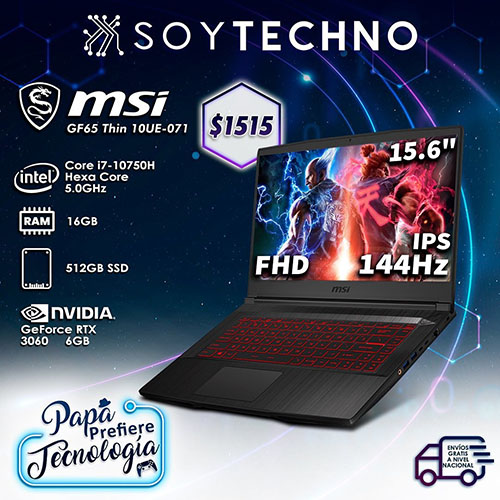 SOYTECHNO
msi
GF65 Thin 10UE-071
$1515
intel
Core i7-10750H
Hexa Core
5.0GHz
RAM
16GB
512GB SSD
NVIDIA.
GeForce RTX
3060 6GB
15.6"
FHD
IPS
144Hz
msi
Papá
Prefiere
Tecnología
ENVÍOS
GRATIS
A NIVEL
NACIONAL